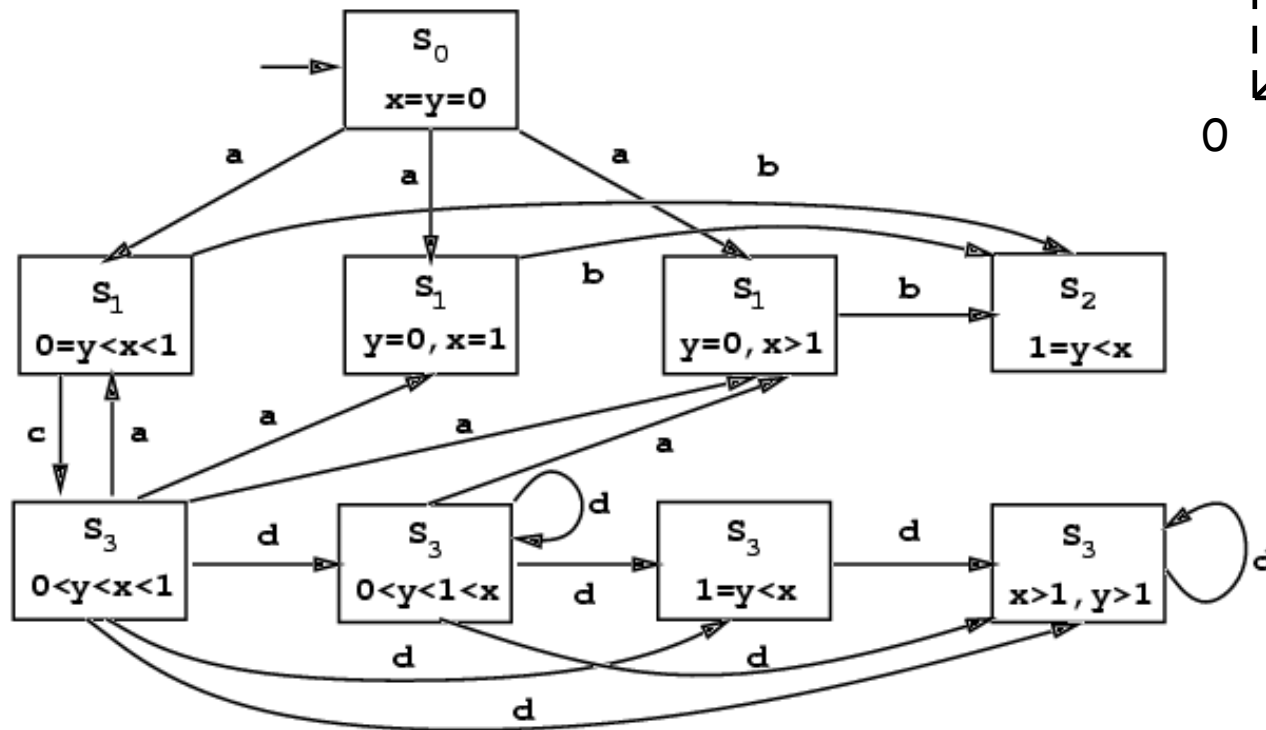 S0
x=y=0
0
a
a
a
b
S1
0=y<x<1
S1
y=0,x=1
S1
y=0,x>1
S2
1=y<x
b
b
c
a
a
a
a
S3
0<y<x<1
S3
0<y<1<x
S3
1=y<x
S3
x>1,y>1
d
d
d
d
d
d
d
d